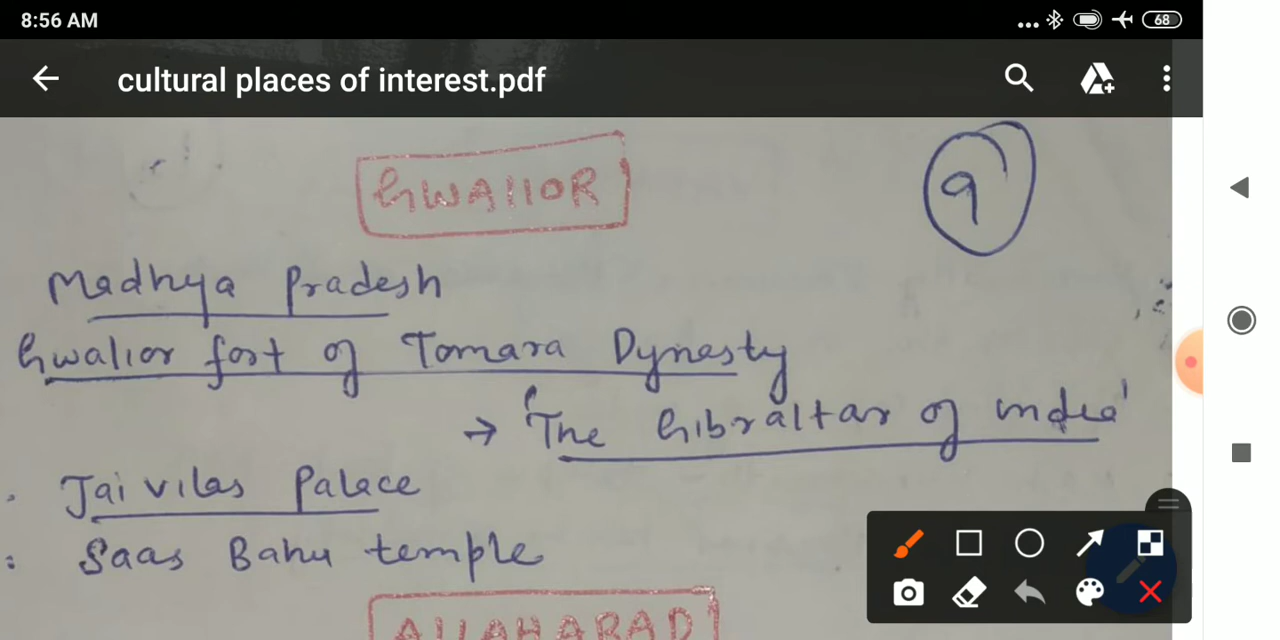 8:56 AM
68
cultural places of interest.pdf
GWALIOR
9
Madhya Pradesh
Gwalior fort of Tomara Dynasty
→ 'The Gibraltar of India'
. Jai vilas Palace
: Saas Bahu temple
ALLAHABAD